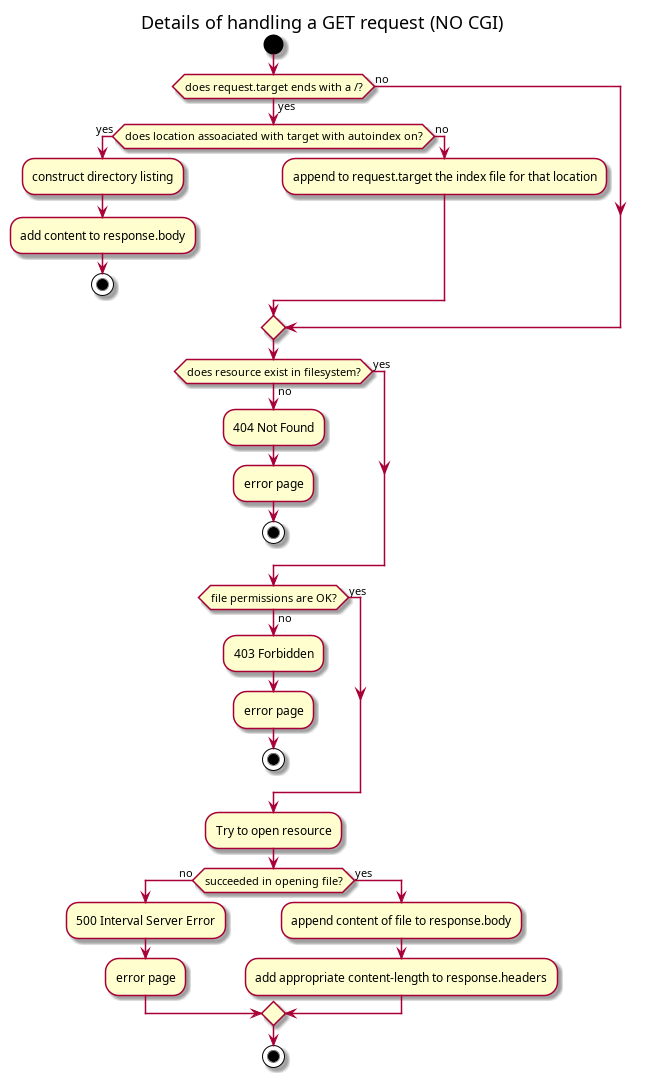 Details of handling a GET request (NO CGI)
does request.target ends with a /?
no
yes
does location assoaciated with target with autoindex on?
yes
no
construct directory listing
append to request.target the index file for that location
add content to response.body
does resource exist in filesystem?
yes
no
404 Not Found
error page
file permissions are OK?
yes
no
403 Forbidden
error page
Try to open resource
no
succeeded in opening file?
yes
500 Interval Server Error
append content of file to response.body
error page
add appropriate content-length to response.headers